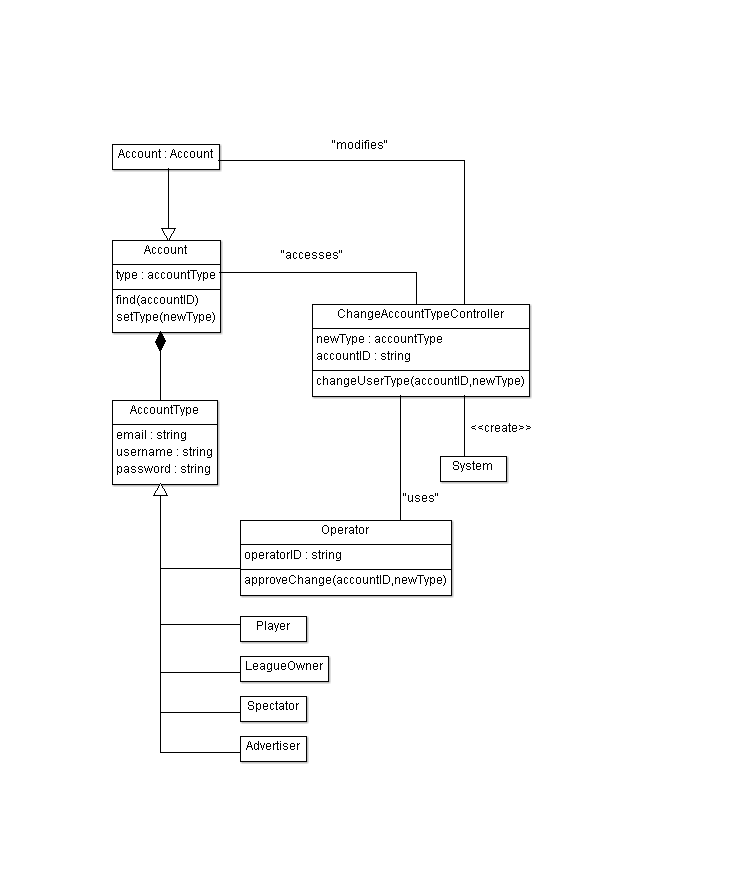 "modifies"
Account : Account
Account
type : accountType
find(accountID)
setType(newType)
"accesses"
ChangeAccountTypeController
newType : accountType
accountID : string
changeUserType(accountID,newType)
AccountType
email : string
username : string
password : string
<<create>>
System
"uses"
Operator
operatorID : string
approveChange(accountID,newType)
Player
LeagueOwner
Spectator
Advertiser